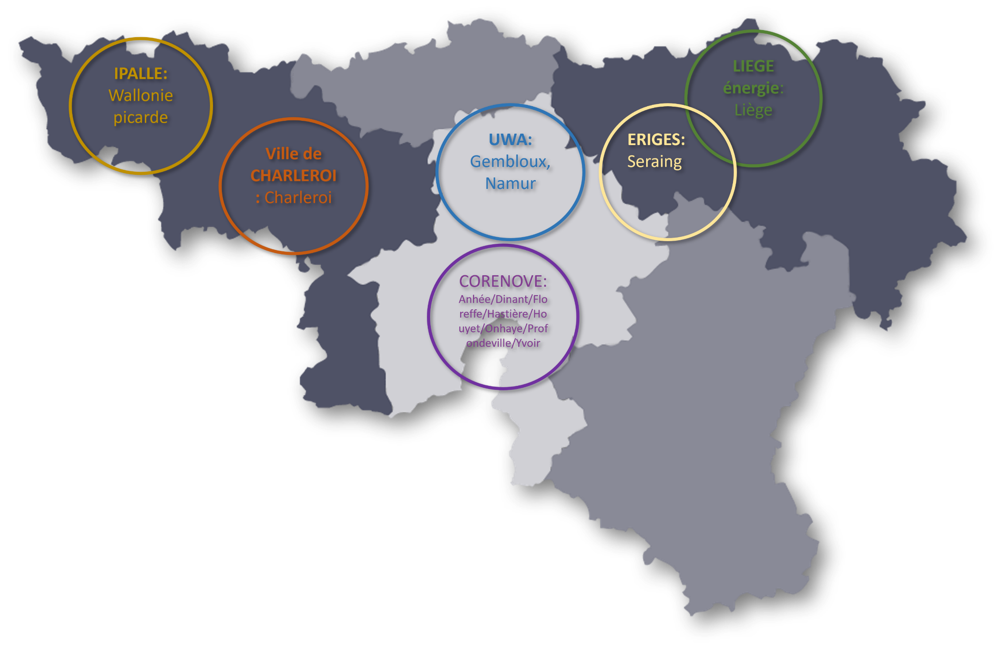 IPALLE:
Wallonie
picarde
Ville de
CHARLEROI
: Charleroi
UWA:
Gembloux,
Namur
CORENOVE:
Anhée/Dinant/Flo
reffe/Hastière/Ho
uyet/Onhaye/Prof
ondeville/Yvoir
ERIGES:
Seraing
LIEGE
énergie:
Liège